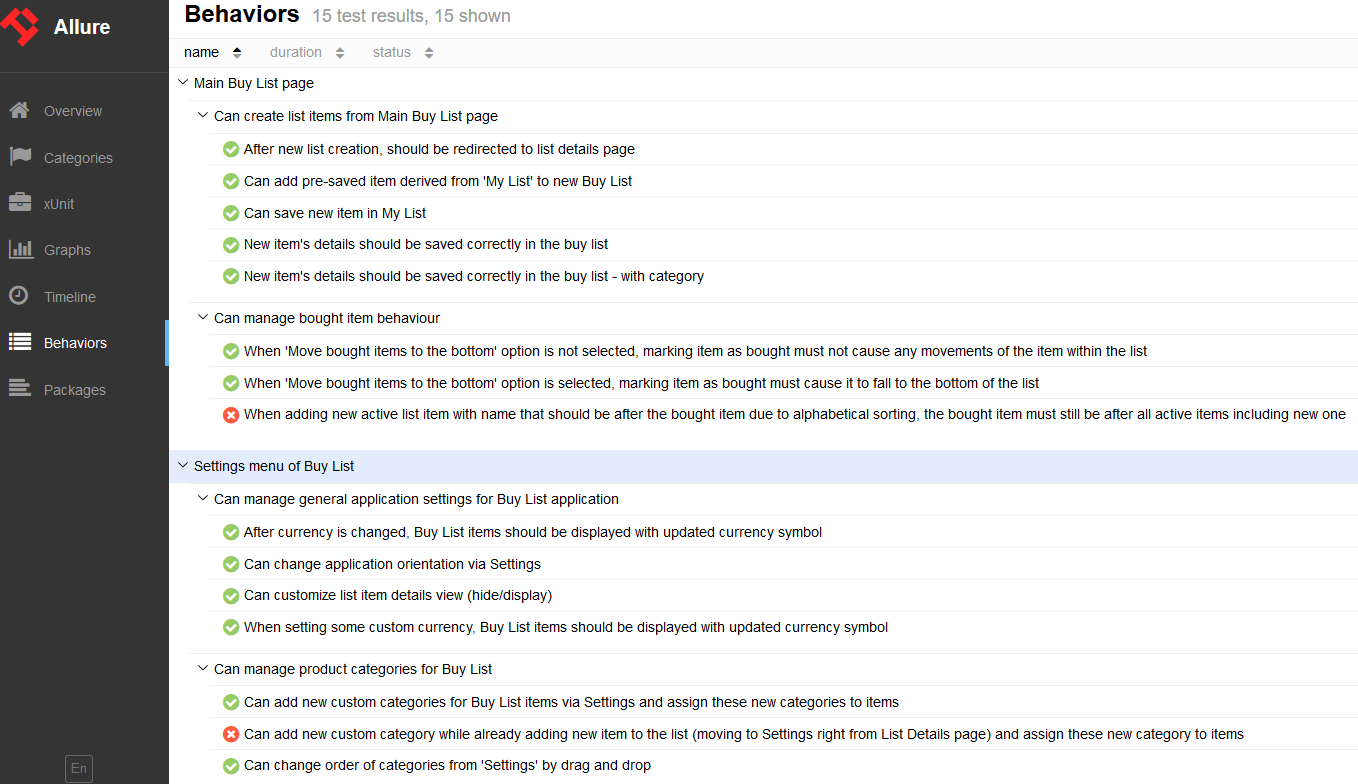 Allure
Overview
Categories
xUnit
Graphs
Timeline
Behaviors
Packages
En
Behaviors 15 test results, 15 shown
name duration status
Main Buy List page
Can create list items from Main Buy List page
After new list creation, should be redirected to list details page
Can add pre-saved item derived from 'My List' to new Buy List
Can save new item in My List
New item's details should be saved correctly in the buy list
New item's details should be saved correctly in the buy list - with category
Can manage bought item behaviour
When 'Move bought items to the bottom' option is not selected, marking item as bought must not cause any movements of the item within the list
When 'Move bought items to the bottom' option is selected, marking item as bought must cause it to fall to the bottom of the list
When adding new active list item with name that should be after the bought item due to alphabetical sorting, the bought item must still be after all active items including new one
Settings menu of Buy List
Can manage general application settings for Buy List application
After currency is changed, Buy List items should be displayed with updated currency symbol
Can change application orientation via Settings
Can customize list item details view (hide/display)
When setting some custom currency, Buy List items should be displayed with updated currency symbol
Can manage product categories for Buy List
Can add new custom categories for Buy List items via Settings and assign these new categories to items
Can add new custom category while already adding new item to the list (moving to Settings right from List Details page) and assign these new category to items
Can change order of categories from 'Settings' by drag and drop